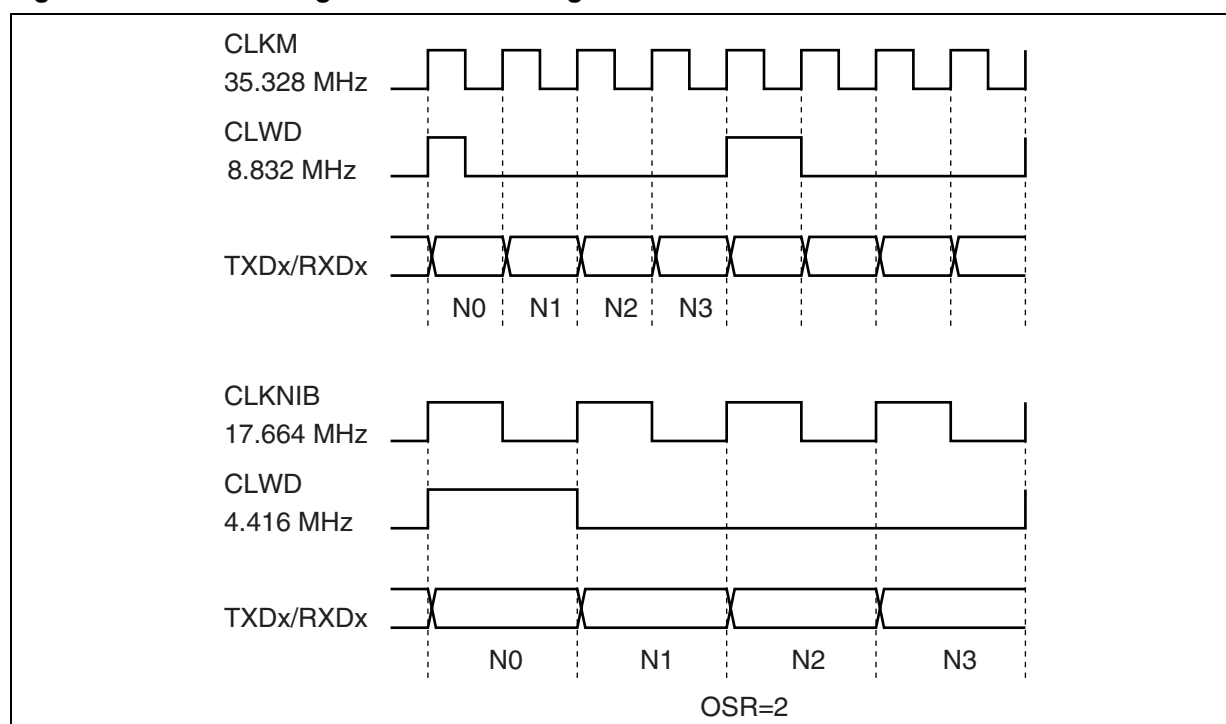 CLKM
35.328 MHz
CLWD
8.832 MHz
TXDx/RXDx
N0 N1 N2 N3
CLKNIB
17.664 MHz
CLWD
4.416 MHz
TXDx/RXDx
N0 N1 N2 N3
OSR=2